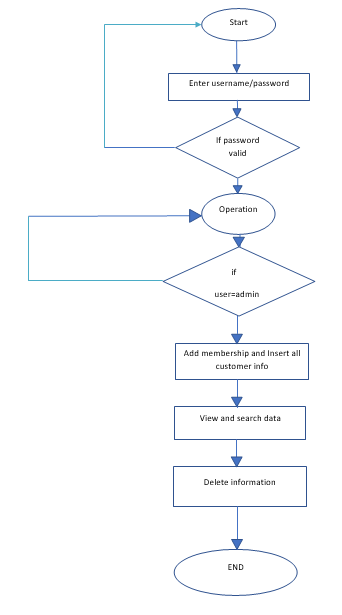 Start
Enter username/password
If password
valid
Operation
if
user=admin
Add membership and Insert all
customer info
View and search data
Delete information
END